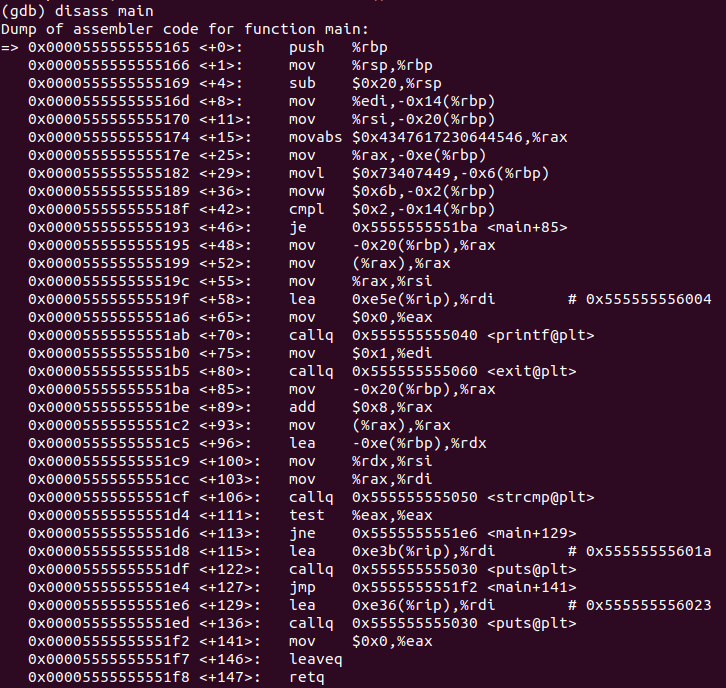 (gdb) disass main
Dump of assembler code for function main:
=> 0x0000555555555165 <+0>:     push   %rbp
   0x0000555555555166 <+1>:     mov    %rsp,%rbp
   0x0000555555555169 <+4>:     sub    $0x20,%rsp
   0x000055555555516d <+8>:     mov    %edi,-0x14(%rbp)
   0x0000555555555170 <+11>:    mov    %rsi,-0x20(%rbp)
   0x0000555555555174 <+15>:    movabs $0x4347617230644546,%rax
   0x000055555555517e <+25>:    mov    %rax,-0xe(%rbp)
   0x0000555555555182 <+29>:    movl   $0x73407449,-0x6(%rbp)
   0x0000555555555189 <+36>:    movw   $0x6b,-0x2(%rbp)
   0x000055555555518f <+42>:    cmpl   $0x2,-0x14(%rbp)
   0x0000555555555193 <+46>:    je     0x5555555551ba <main+85>
   0x0000555555555195 <+48>:    mov    -0x20(%rbp),%rax
   0x0000555555555199 <+52>:    mov    (%rax),%rax
   0x000055555555519c <+55>:    mov    %rax,%rsi
   0x000055555555519f <+58>:    lea    0xe5e(%rip),%rdi        # 0x555555556004
   0x00005555555551a6 <+65>:    mov    $0x0,%eax
   0x00005555555551ab <+70>:    callq  0x555555555040 <printf@plt>
   0x00005555555551b0 <+75>:    mov    $0x1,%edi
   0x00005555555551b5 <+80>:    callq  0x555555555060 <exit@plt>
   0x00005555555551ba <+85>:    mov    -0x20(%rbp),%rax
   0x00005555555551be <+89>:    add    $0x8,%rax
   0x00005555555551c2 <+93>:    mov    (%rax),%rax
   0x00005555555551c5 <+96>:    lea    -0xe(%rbp),%rdx
   0x00005555555551c9 <+100>:   mov    %rdx,%rsi
   0x00005555555551cc <+103>:   mov    %rax,%rdi
   0x00005555555551cf <+106>:   callq  0x555555555050 <strcmp@plt>
   0x00005555555551d4 <+111>:   test   %eax,%eax
   0x00005555555551d6 <+113>:   jne    0x5555555551e6 <main+129>
   0x00005555555551d8 <+115>:   lea    0xe3b(%rip),%rdi        # 0x55555555601a
   0x00005555555551df <+122>:   callq  0x555555555030 <puts@plt>
   0x00005555555551e4 <+127>:   jmp    0x5555555551f2 <main+141>
   0x00005555555551e6 <+129>:   lea    0xe36(%rip),%rdi        # 0x555555556023
   0x00005555555551ed <+136>:   callq  0x555555555030 <puts@plt>
   0x00005555555551f2 <+141>:   mov    $0x0,%eax
   0x00005555555551f7 <+146>:   leaveq
   0x00005555555551f8 <+147>:   retq